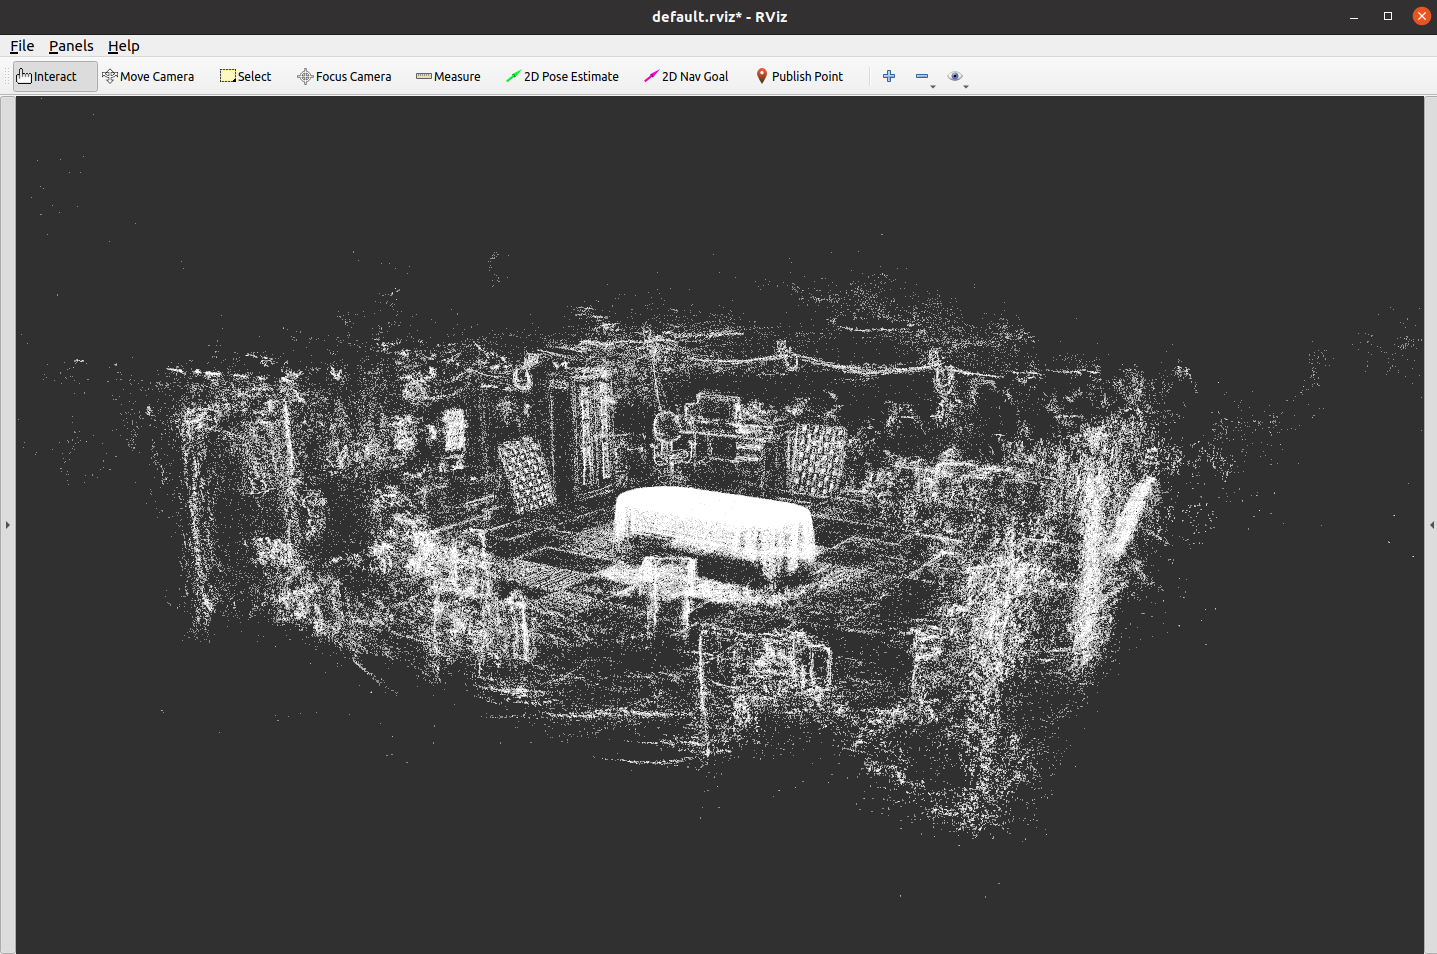 default.rviz* - RViz
File Panels Help
Interact Move Camera Select Focus Camera Measure 2D Pose Estimate 2D Nav Goal Publish Point